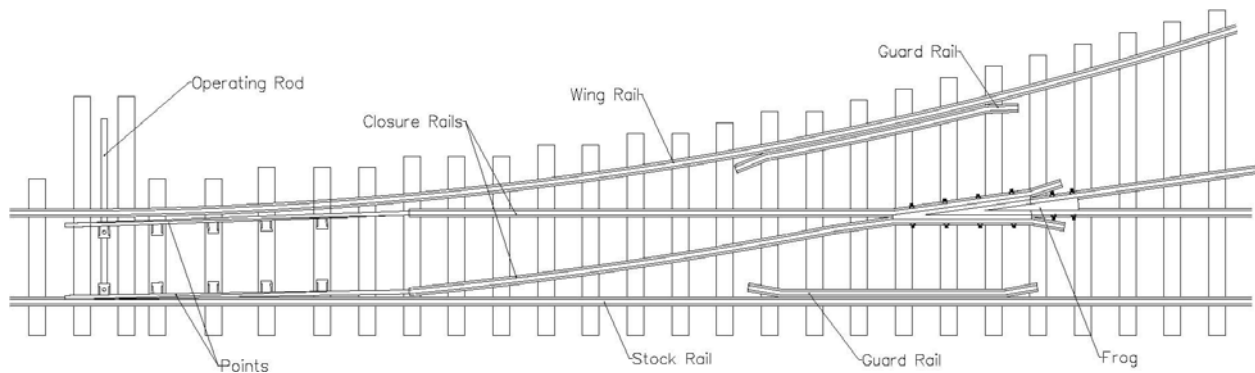 Guard Rail
Operating Rod
Wing Rail
Closure Rails
Points
Stock Rail
Guard Rail
Frog